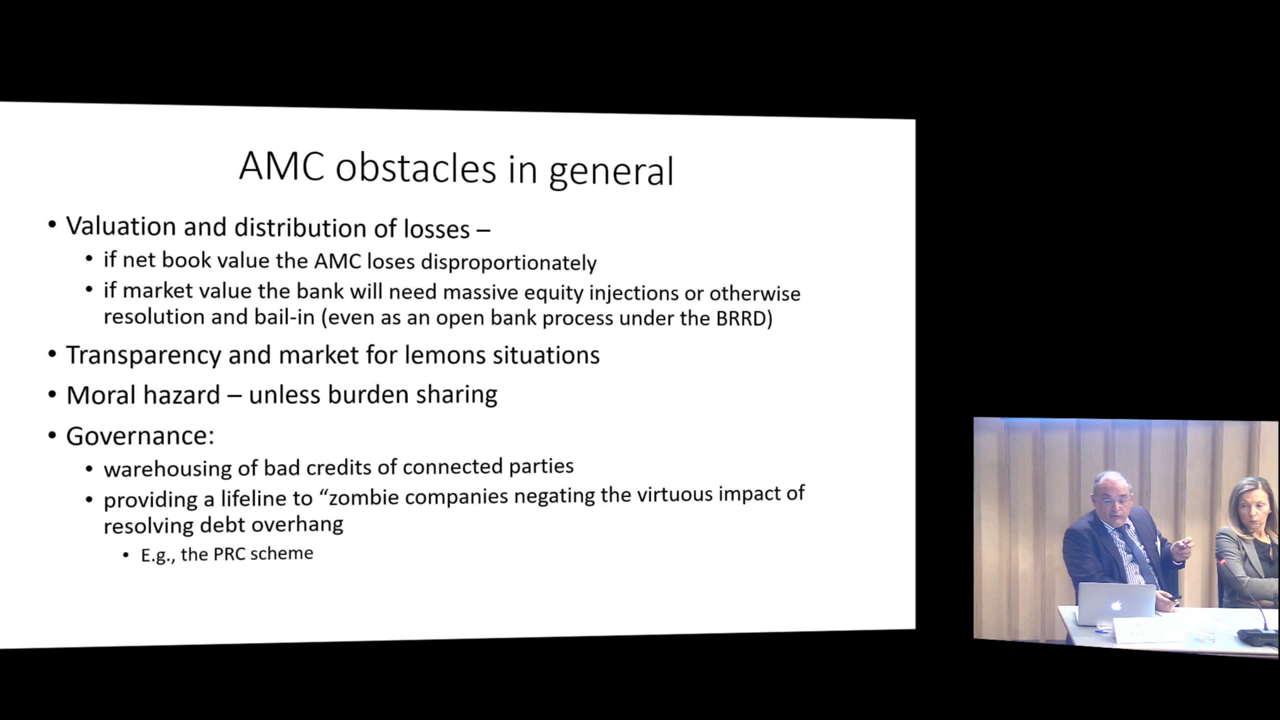 AMC obstacles in general
• Valuation and distribution of losses –
• if net book value the AMC loses disproportionately
• if market value the bank will need massive equity injections or otherwise
resolution and bail-in (even as an open bank process under the BRRD)
• Transparency and market for lemons situations
• Moral hazard – unless burden sharing
• Governance:
• warehousing of bad credits of connected parties
• providing a lifeline to “zombie companies negating the virtuous impact of
resolving debt overhang
• E.g., the PRC scheme